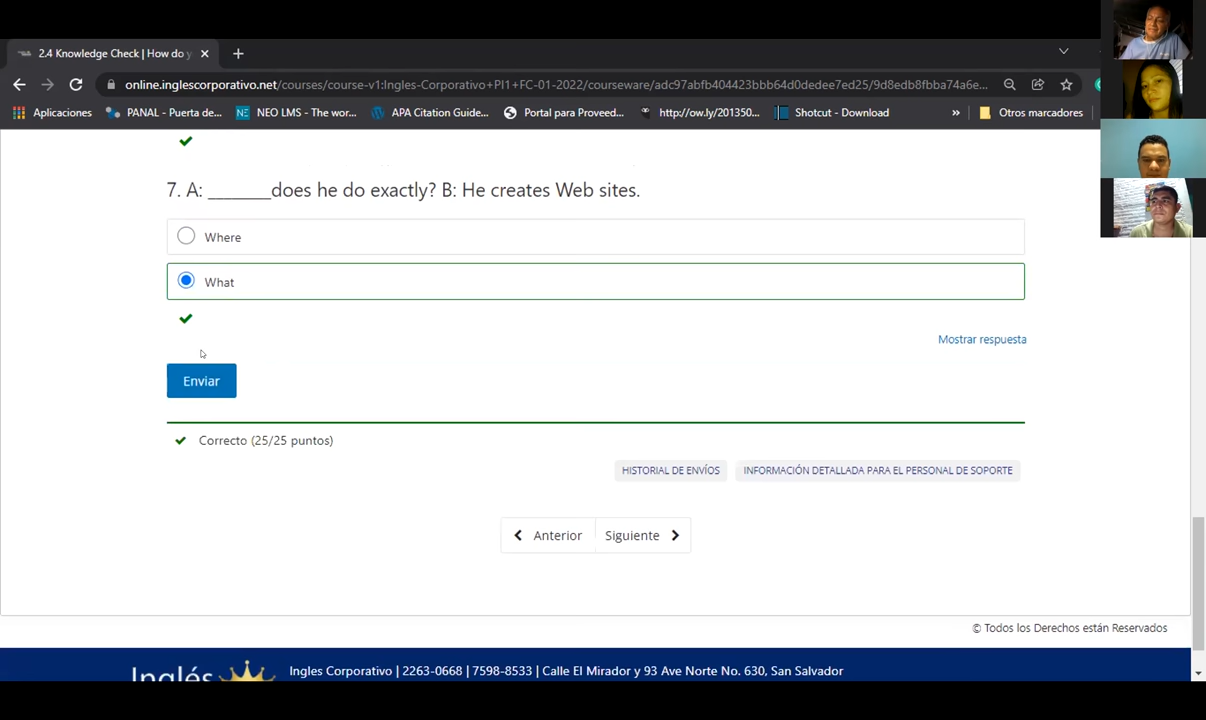 2.4 Knowledge Check | How do y
online.inglescorporativo.net/courses/course-v1:Ingles-Corporativo+PI1+FC-01-2022/courseware/adc97abfb404423bbb64d0dedee7ed25/9d8edb8fbba74a6e...
Aplicaciones PANAL - Puerta de... NEO LMS - The wor... APA Citation Guide... Portal para Proveed... http://ow.ly/201350... Shotcut - Download » Otros marcadores
7. A: _______does he do exactly? B: He creates Web sites.
Where
What
Mostrar respuesta
Enviar
Correcto (25/25 puntos)
HISTORIAL DE ENVÍOS INFORMACIÓN DETALLADA PARA EL PERSONAL DE SOPORTE
Anterior Siguiente
© Todos los Derechos están Reservados
Inglés Ingles Corporativo | 2263-0668 | 7598-8533 | Calle El Mirador y 93 Ave Norte No. 630, San Salvador